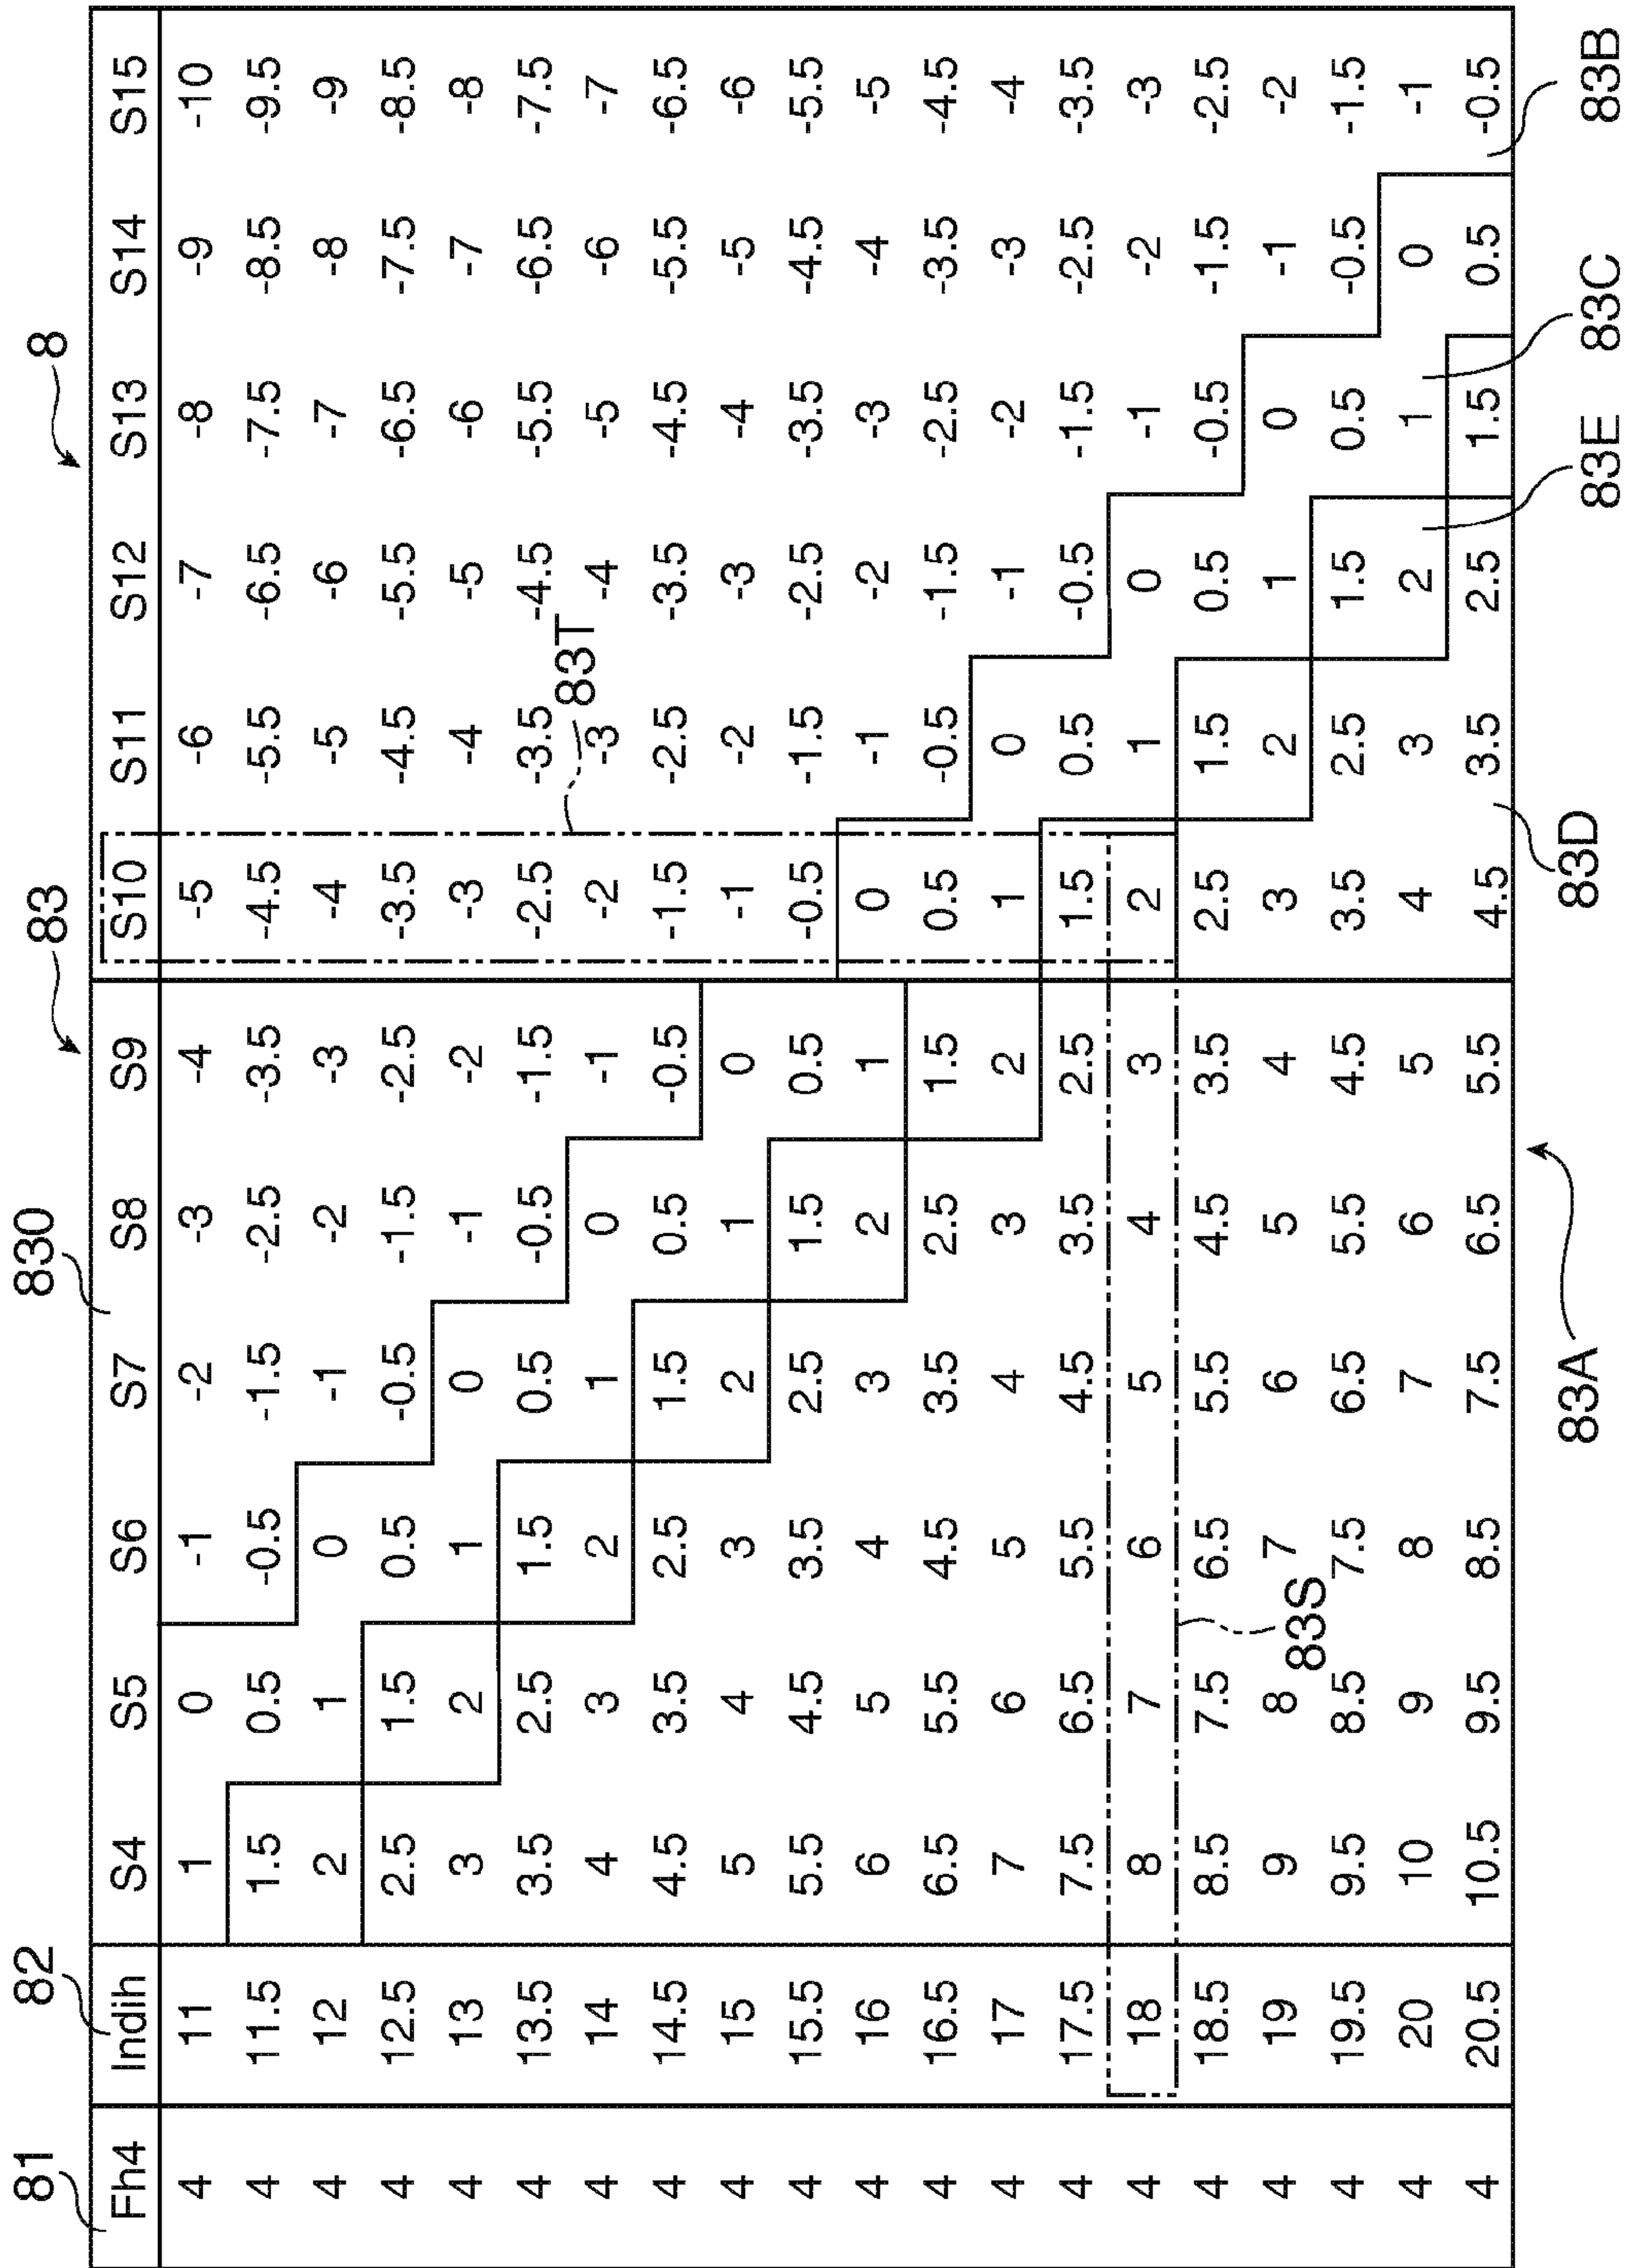 8
83
830
82
81
Fh4 Indih S4 S5 S6 S7 S8 S9 S10 S11 S12 S13 S14 S15
4 11 1 0 -1 -2 -3 -4 -5 -6 -7 -8 -9 -10
4 11.5 1.5 0.5 -0.5 -1.5 -2.5 -3.5 -4.5 -5.5 -6.5 -7.5 -8.5 -9.5
4 12 2 1 0 -1 -2 -3 -4 -5 -6 -7 -8 -9
4 12.5 2.5 1.5 0.5 -0.5 -1.5 -2.5 -3.5 -4.5 -5.5 -6.5 -7.5 -8.5
4 13 3 2 1 0 -1 -2 -3 -4 -5 -6 -7 -8
4 13.5 3.5 2.5 1.5 0.5 -0.5 -1.5 -2.5 -3.5 -4.5 -5.5 -6.5 -7.5
4 14 4 3 2 1 0 -1 -2 -3 -4 -5 -6 -7
4 14.5 4.5 3.5 2.5 1.5 0.5 -0.5 -1.5 -2.5 -3.5 -4.5 -5.5 -6.5
4 15 5 4 3 2 1 0 -1 -2 -3 -4 -5 -6
4 15.5 5.5 4.5 3.5 2.5 1.5 0.5 -0.5 -1.5 -2.5 -3.5 -4.5 -5.5
4 16 6 5 4 3 2 1 0 -1 -2 -3 -4 -5
4 16.5 6.5 5.5 4.5 3.5 2.5 1.5 0.5 -0.5 -1.5 -2.5 -3.5 -4.5
4 17 7 6 5 4 3 2 1 0 -1 -2 -3 -4
4 17.5 7.5 6.5 5.5 4.5 3.5 2.5 1.5 0.5 -0.5 -1.5 -2.5 -3.5
4 18 8 7 6 5 4 3 2 1 0 -1 -2 -3
4 18.5 8.5 7.5 6.5 5.5 4.5 3.5 2.5 1.5 0.5 -0.5 -1.5 -2.5
4 19 9 8 7 6 5 4 3 2 1 0 -1 -2
4 19.5 9.5 8.5 7.5 6.5 5.5 4.5 3.5 2.5 1.5 0.5 -0.5 -1.5
4 20 10 9 8 7 6 5 4 3 2 1 0 -1
4 20.5 10.5 9.5 8.5 7.5 6.5 5.5 4.5 3.5 2.5 1.5 0.5 -0.5
83T
83S
83A
83D
83E
83C
83B